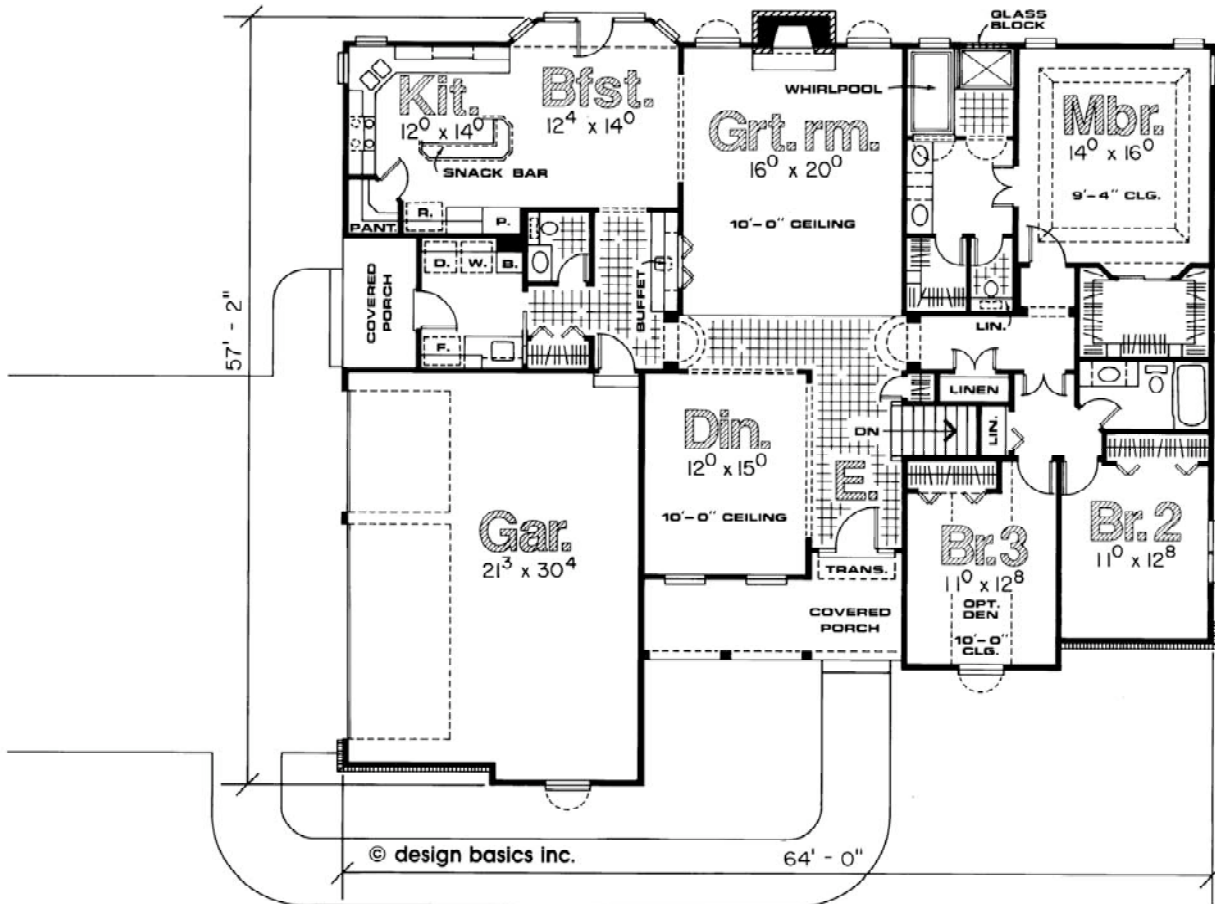 GLASS
BLOCK
Kit.
12⁰ x 14⁰
SNACK BAR
Bfst.
12⁴ x 14⁰
Grt. rm.
16⁰ x 20⁰
10'-0" CEILING
WHIRLPOOL
Mbr.
14⁰ x 16⁰
9'-4" CLG.
PANT.
R.
P.
D.
W.
B.
F.
COVERED
PORCH
BUFFET
LIN.
LINEN
LIN.
DN
57' - 2"
Din.
12⁰ x 15⁰
10'-0" CEILING
E.
TRANS.
COVERED
PORCH
Gar.
21³ x 30⁴
Br. 3
11⁰ x 12⁸
OPT.
DEN
10'-0"
CLG.
Br. 2
11⁰ x 12⁸
© design basics inc.
64' - 0"